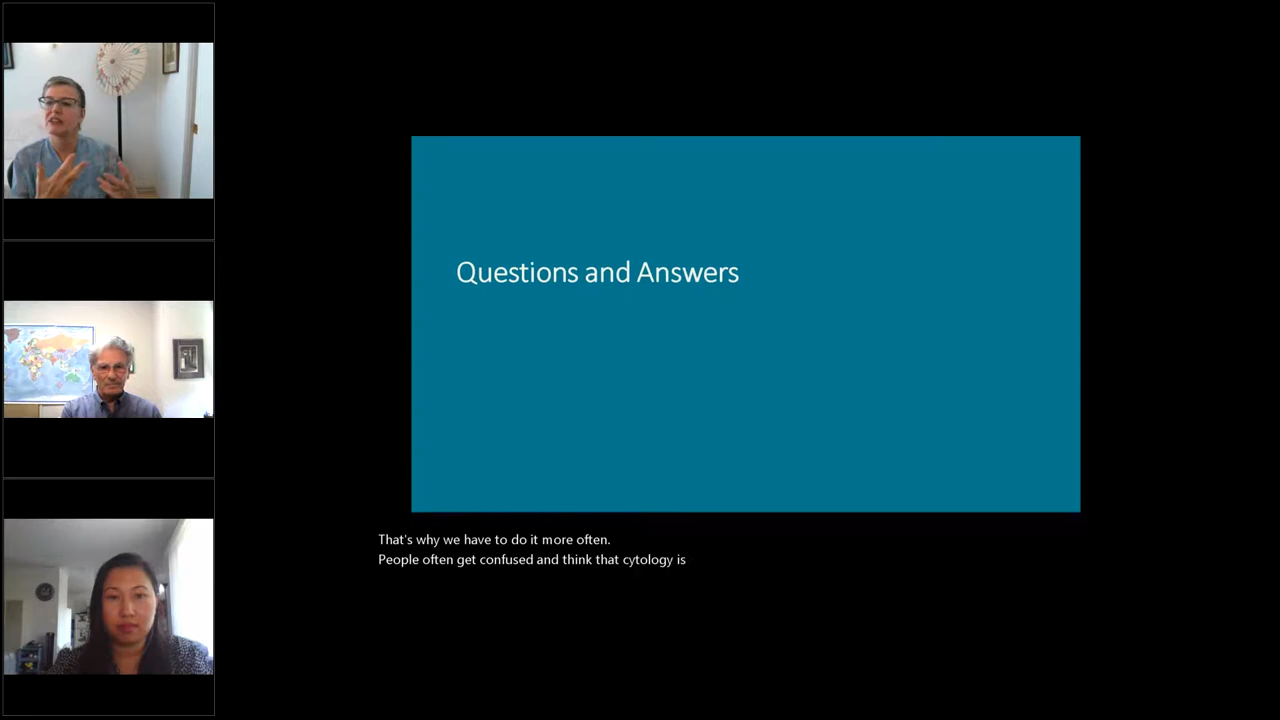 Questions and Answers
That's why we have to do it more often.
People often get confused and think that cytology is